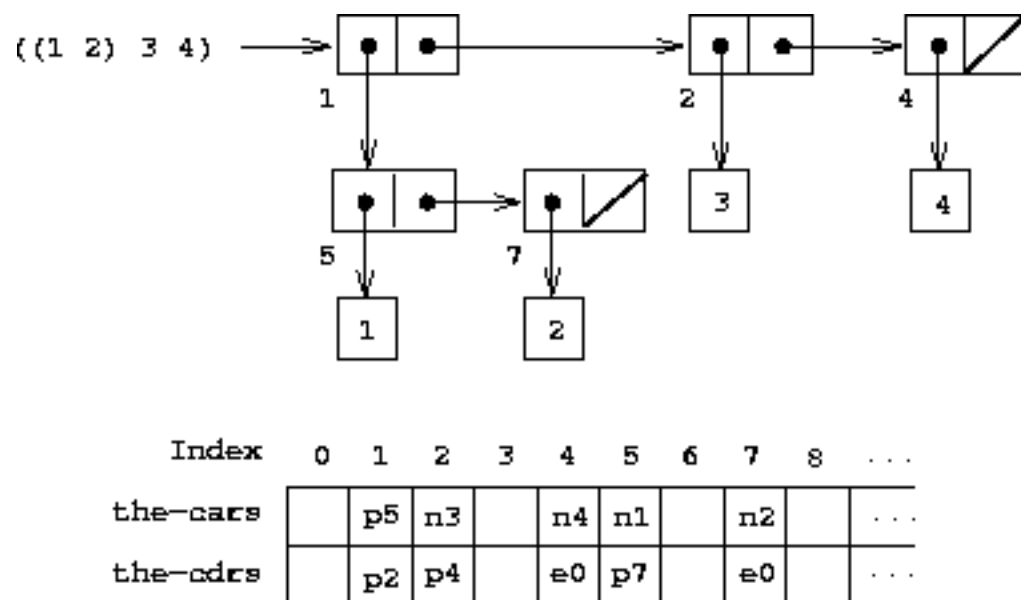 ((1 2) 3 4)
1 2 4
3 4
5 7
1 2
Index 0 1 2 3 4 5 6 7 8 ...
the-cars p5 n3 n4 n1 n2 ...
the-cdrs p2 p4 e0 p7 e0 ...